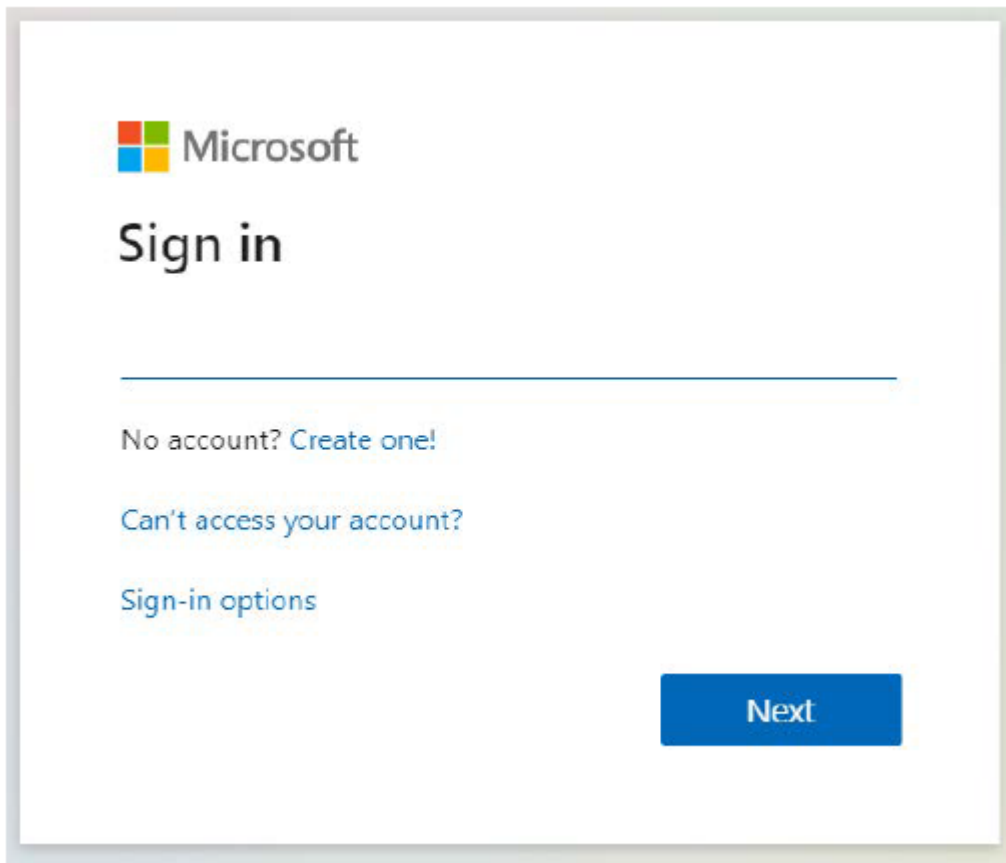 Microsoft
Sign in
No account? Create one!
Can't access your account?
Sign-in options
Next